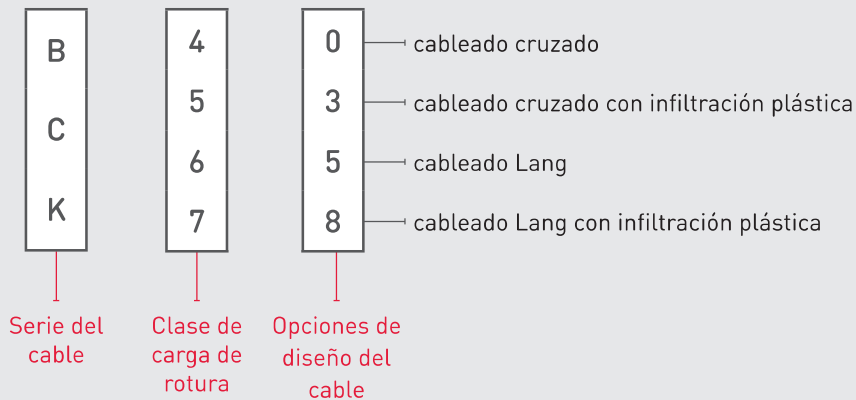 B
C
K
4
5
6
7
0 cableado cruzado
3 cableado cruzado con infiltración plástica
5 cableado Lang
8 cableado Lang con infiltración plástica
Serie del
cable
Clase de
carga de
rotura
Opciones de
diseño del
cable